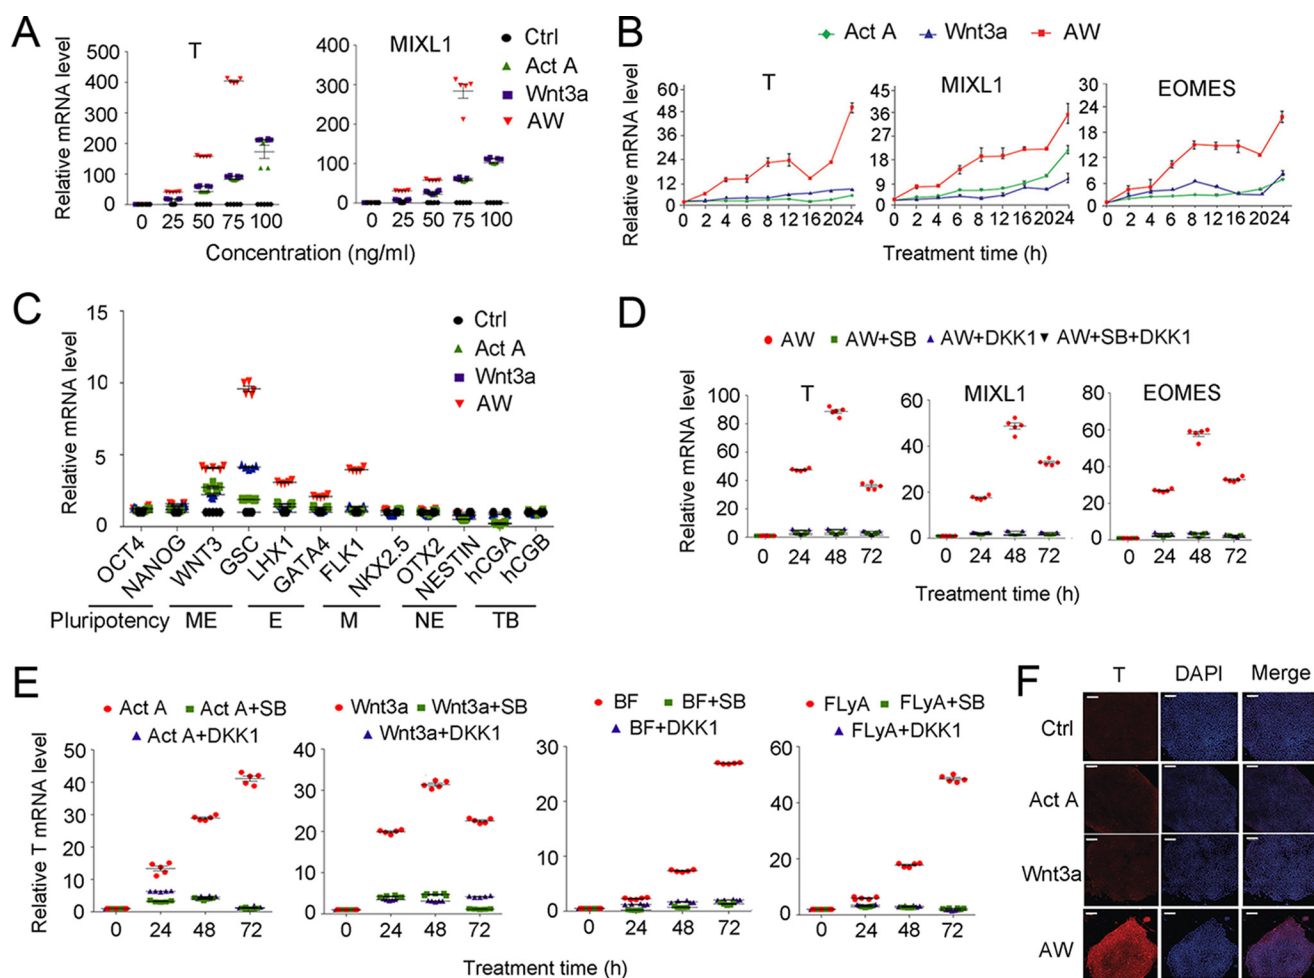 A
T
MIXL1
Ctrl
Act A
Wnt3a
AW
Relative mRNA level
500
400
300
200
100
0
400
300
200
100
0
0 25 50 75 100
0 25 50 75 100
Concentration (ng/ml)
B
Act A Wnt3a AW
T
MIXL1
EOMES
Relative mRNA level
60
48
36
24
12
0
45
36
27
18
9
0
30
24
18
12
6
0
0 2 4 6 8 12 16 20 24
0 2 4 6 8 12 16 20 24
0 2 4 6 8 12 16 20 24
Treatment time (h)
C
Ctrl
Act A
Wnt3a
AW
Relative mRNA level
15
10
5
1
0
OCT4 NANOG WNT3 GSC LHX1 GATA4 FLK1 NKX2.5 OTX2 NESTIN hCGA hCGB
Pluripotency ME E M NE TB
D
AW AW+SB AW+DKK1 AW+SB+DKK1
T
MIXL1
EOMES
Relative mRNA level
100
80
60
40
20
0
60
40
20
0
80
60
40
20
0
0 24 48 72
0 24 48 72
0 24 48 72
Treatment time (h)
E
Act A Act A+SB
Act A+DKK1
Wnt3a Wnt3a+SB
Wnt3a+DKK1
BF BF+SB
BF+DKK1
FLyA FLyA+SB
FLyA+DKK1
Relative T mRNA level
50
40
30
20
10
0
40
30
20
10
0
30
20
10
0
60
40
20
0
0 24 48 72
0 24 48 72
0 24 48 72
0 24 48 72
Treatment time (h)
F
T DAPI Merge
Ctrl
Act A
Wnt3a
AW